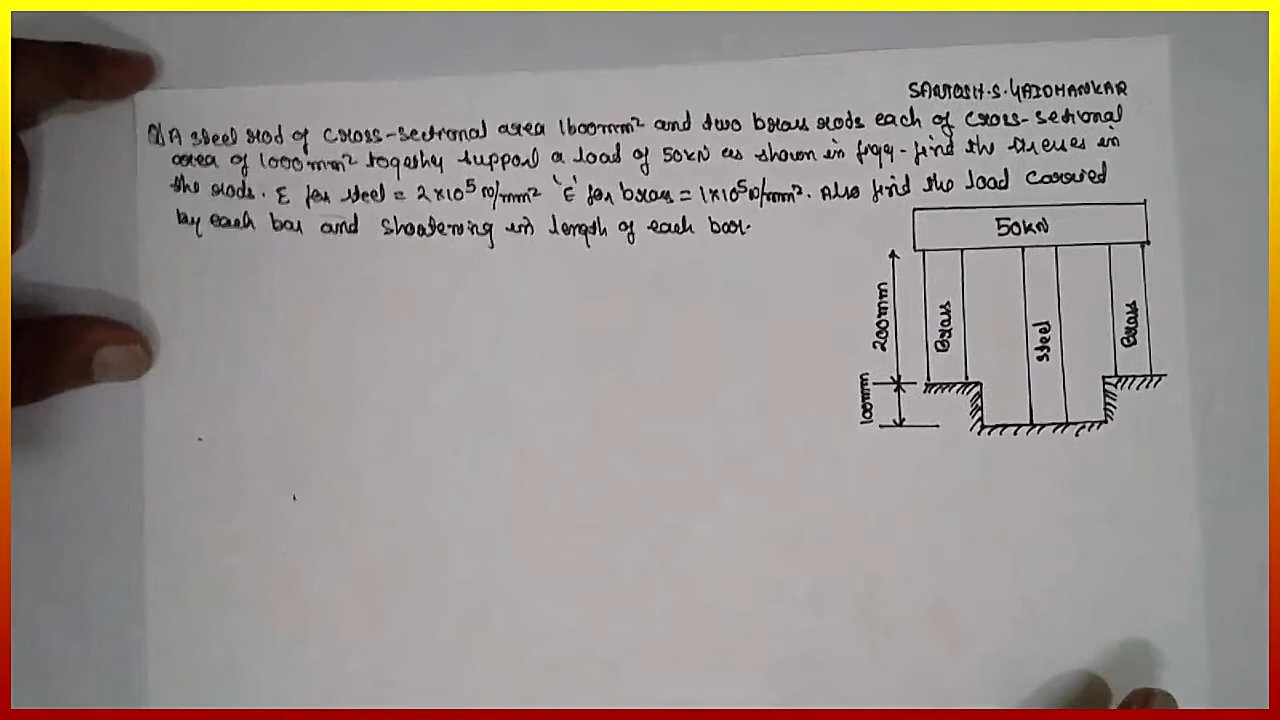 SANTOSH.S.GAIDHANKAR
Q) A steel rod of cross-sectional area 1600mm² and two brass rods each of cross-sectional
area of 1000mm² together support a load of 50kN as shown in fig. find the stresses in
the rods. E for steel = 2×10⁵ N/mm² 'E' for brass = 1×10⁵ N/mm². Also find the load carried
by each bar and shortening in length of each bar.
50kN
200mm
Brass
Steel
Brass
100mm